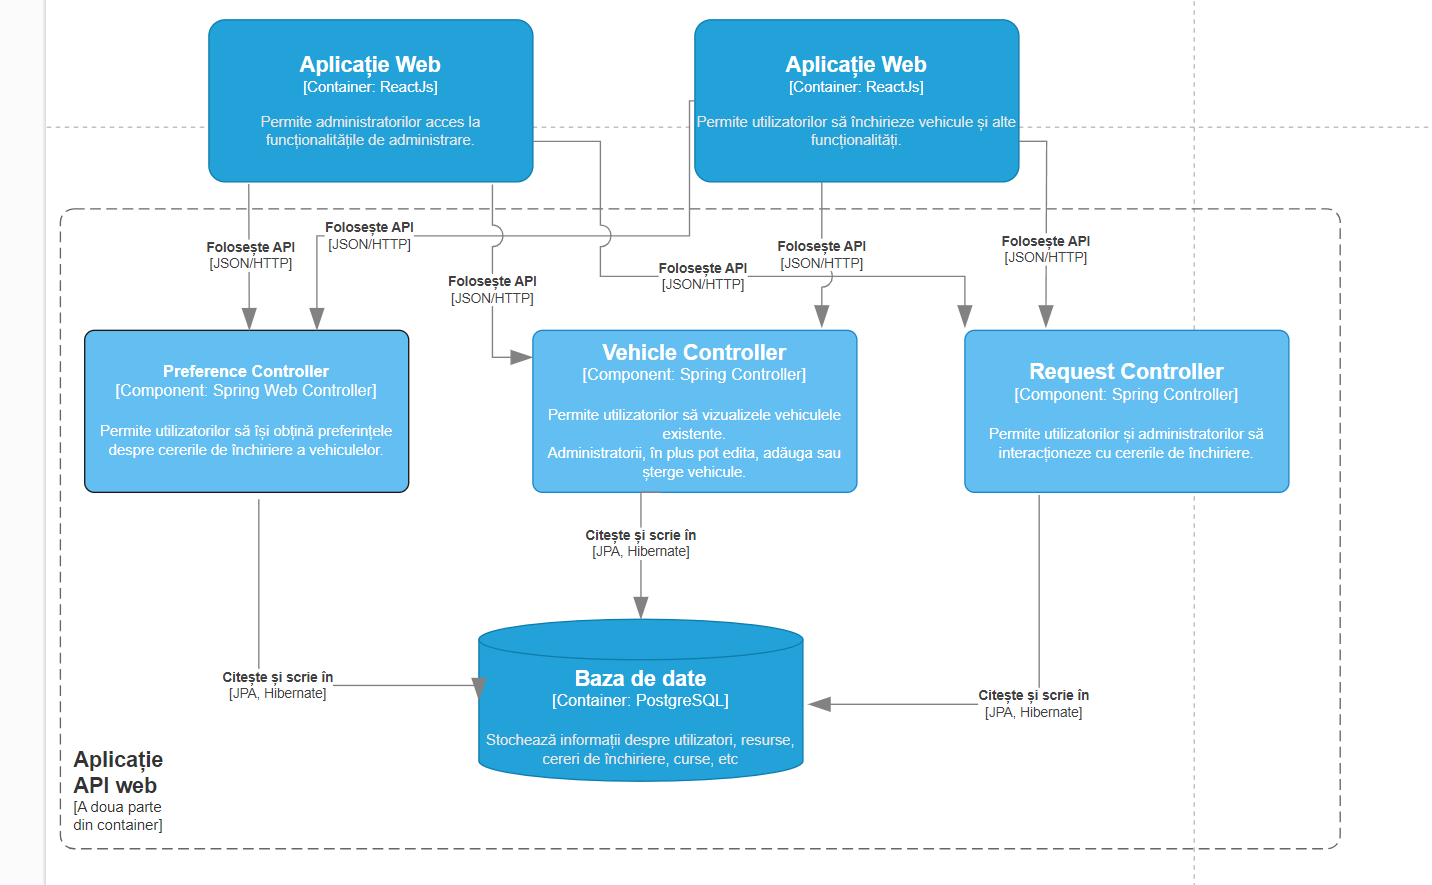 Aplicație Web
[Container: ReactJs]
Permite administratorilor acces la
funcționalitățile de administrare.
Aplicație Web
[Container: ReactJs]
Permite utilizatorilor să închirieze vehicule și alte
funcționalități.
Folosește API
[JSON/HTTP]
Folosește API
[JSON/HTTP]
Folosește API
[JSON/HTTP]
Folosește API
[JSON/HTTP]
Folosește API
[JSON/HTTP]
Folosește API
[JSON/HTTP]
Preference Controller
[Component: Spring Web Controller]
Permite utilizatorilor să își obțină preferințele
despre cererile de închiriere a vehiculelor.
Vehicle Controller
[Component: Spring Controller]
Permite utilizatorilor să vizualizele vehiculele
existente.
Administratorii, în plus pot edita, adăuga sau
șterge vehicule.
Request Controller
[Component: Spring Controller]
Permite utilizatorilor și administratorilor să
interacționeze cu cererile de închiriere.
Citește și scrie în
[JPA, Hibernate]
Citește și scrie în
[JPA, Hibernate]
Citește și scrie în
[JPA, Hibernate]
Baza de date
[Container: PostgreSQL]
Stochează informații despre utilizatori, resurse,
cereri de închiriere, curse, etc
Aplicație
API web
[A doua parte
din container]